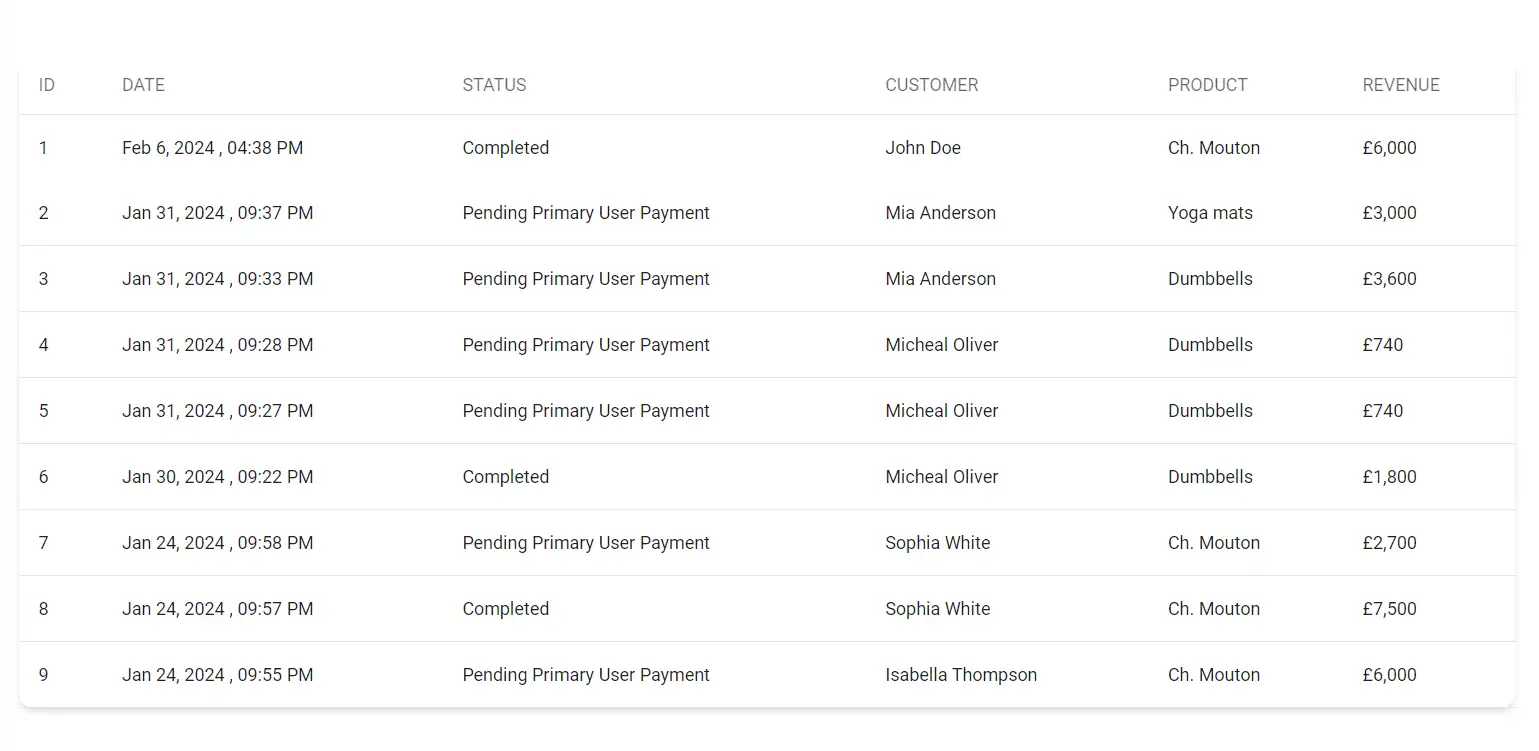 ID DATE STATUS CUSTOMER PRODUCT REVENUE
1 Feb 6, 2024 , 04:38 PM Completed John Doe Ch. Mouton £6,000
2 Jan 31, 2024 , 09:37 PM Pending Primary User Payment Mia Anderson Yoga mats £3,000
3 Jan 31, 2024 , 09:33 PM Pending Primary User Payment Mia Anderson Dumbbells £3,600
4 Jan 31, 2024 , 09:28 PM Pending Primary User Payment Micheal Oliver Dumbbells £740
5 Jan 31, 2024 , 09:27 PM Pending Primary User Payment Micheal Oliver Dumbbells £740
6 Jan 30, 2024 , 09:22 PM Completed Micheal Oliver Dumbbells £1,800
7 Jan 24, 2024 , 09:58 PM Pending Primary User Payment Sophia White Ch. Mouton £2,700
8 Jan 24, 2024 , 09:57 PM Completed Sophia White Ch. Mouton £7,500
9 Jan 24, 2024 , 09:55 PM Pending Primary User Payment Isabella Thompson Ch. Mouton £6,000